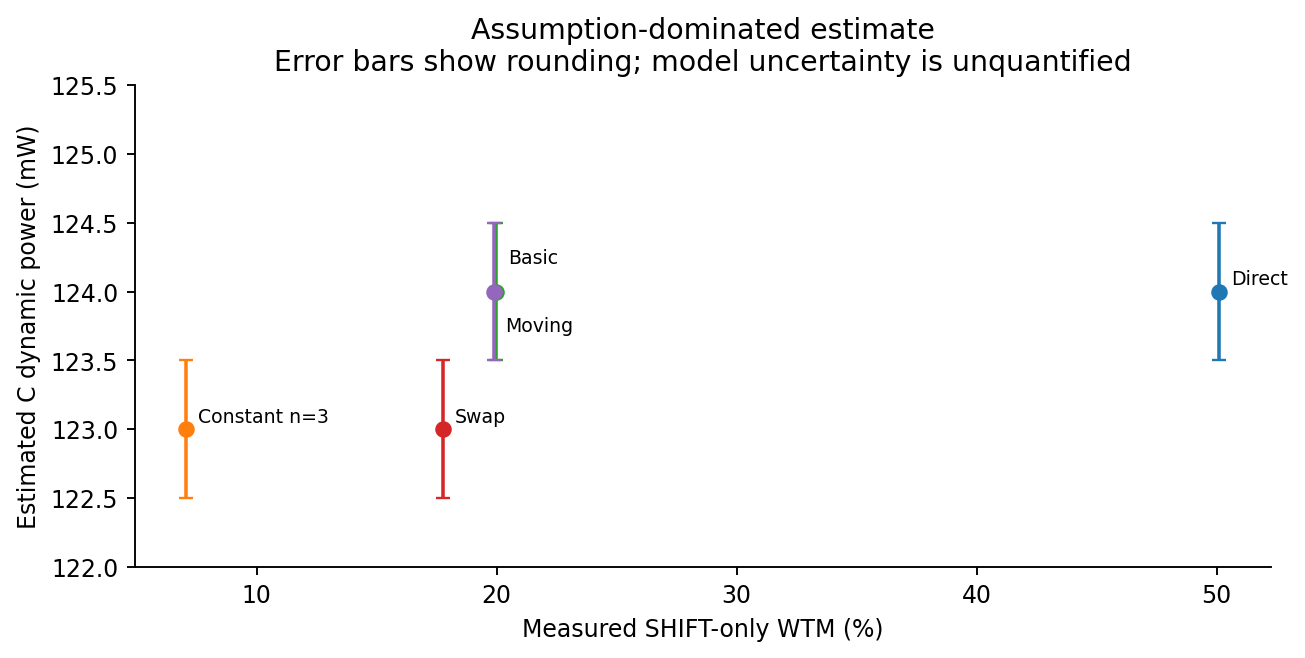 Assumption-dominated estimate
Error bars show rounding; model uncertainty is unquantified
Estimated C dynamic power (mW)
125.5
125.0
124.5
124.0
123.5
123.0
122.5
122.0
Basic
Direct
Moving
Constant n=3
Swap
10 20 30 40 50
Measured SHIFT-only WTM (%)